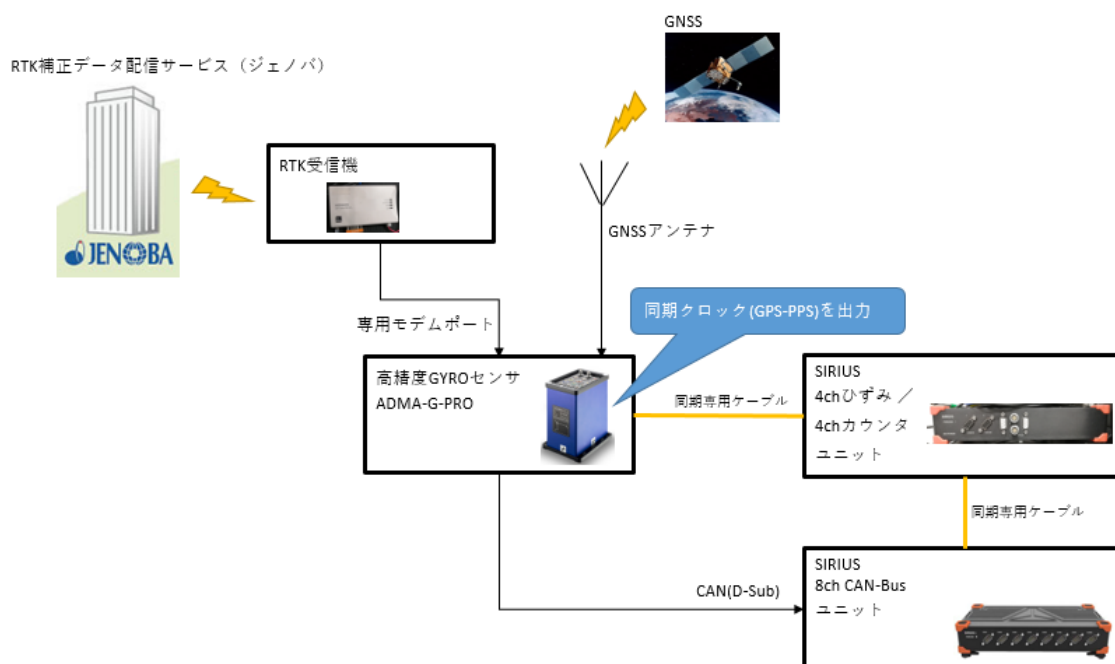 GNSS
RTK補正データ配信サービス（ジェノバ）
JENOBA
RTK受信機
GNSSアンテナ
専用モデムポート
同期クロック(GPS-PPS)を出力
高精度GYROセンサ
ADMA-G-PRO
同期専用ケーブル
SIRIUS
4chひずみ／
4chカウンタ
ユニット
同期専用ケーブル
CAN(D-Sub)
SIRIUS
8ch CAN-Bus
ユニット